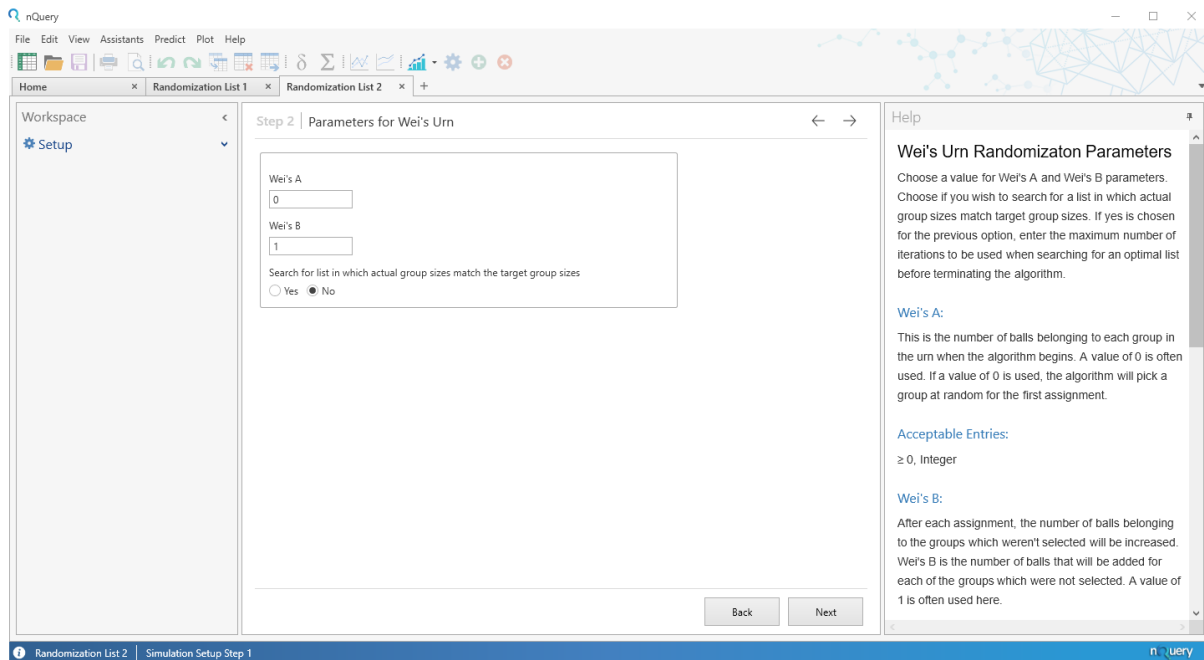 nQuery
File Edit View Assistants Predict Plot Help
Home × Randomization List 1 × Randomization List 2 × +
Workspace
Setup
Step 2 | Parameters for Wei's Urn
Wei's A
0
Wei's B
1
Search for list in which actual group sizes match the target group sizes
Yes No
Back Next
Help
Wei's Urn Randomizaton Parameters
Choose a value for Wei's A and Wei's B parameters.
Choose if you wish to search for a list in which actual
group sizes match target group sizes. If yes is chosen
for the previous option, enter the maximum number of
iterations to be used when searching for an optimal list
before terminating the algorithm.
Wei's A:
This is the number of balls belonging to each group in
the urn when the algorithm begins. A value of 0 is often
used. If a value of 0 is used, the algorithm will pick a
group at random for the first assignment.
Acceptable Entries:
≥ 0, Integer
Wei's B:
After each assignment, the number of balls belonging
to the groups which weren't selected will be increased.
Wei's B is the number of balls that will be added for
each of the groups which were not selected. A value of
1 is often used here.
Randomization List 2 | Simulation Setup Step 1
nQuery